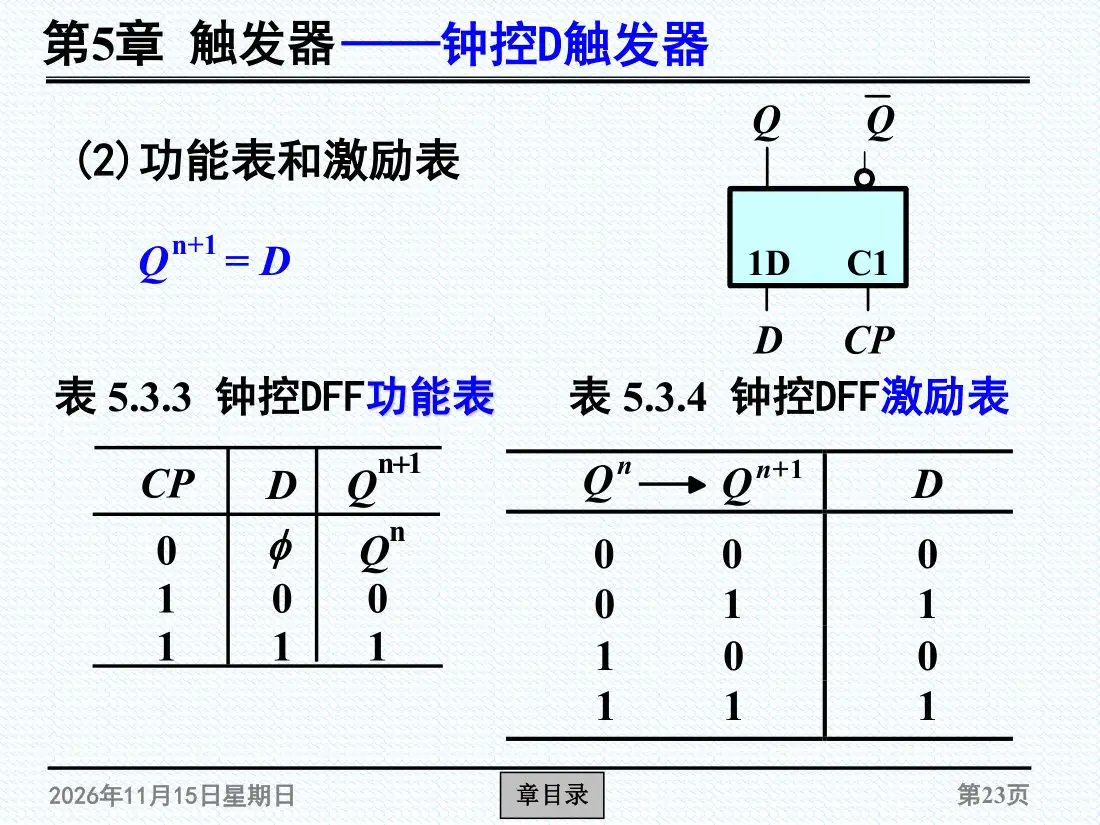 第5章 触发器——钟控D触发器
(2)功能表和激励表
Qⁿ⁺¹ = D
Q Q̅
1D C1
D CP
表 5.3.3 钟控DFF功能表
CP D Qⁿ⁺¹
0 ϕ Qⁿ
1 0 0
1 1 1
表 5.3.4 钟控DFF激励表
Qⁿ → Qⁿ⁺¹ D
0 0 0
0 1 1
1 0 0
1 1 1
2026年11月15日星期日
章目录
第23页